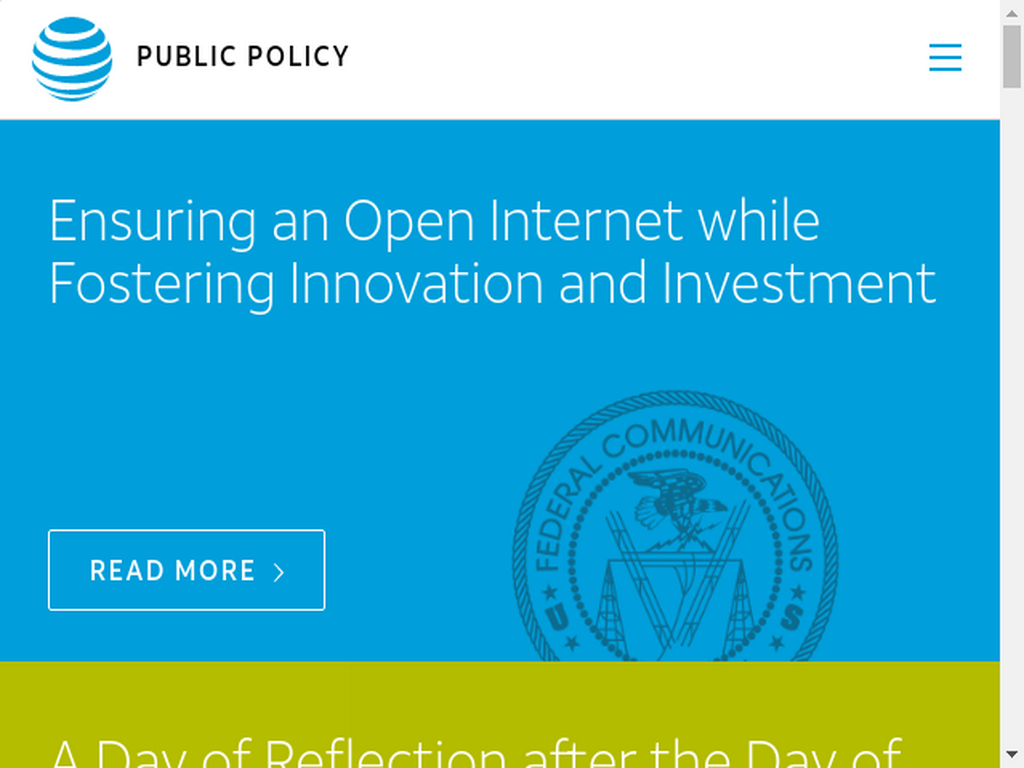 PUBLIC POLICY
Ensuring an Open Internet while
Fostering Innovation and Investment
FEDERAL COMMUNICATIONS
U S
READ MORE
A Day of Reflection after the Day of